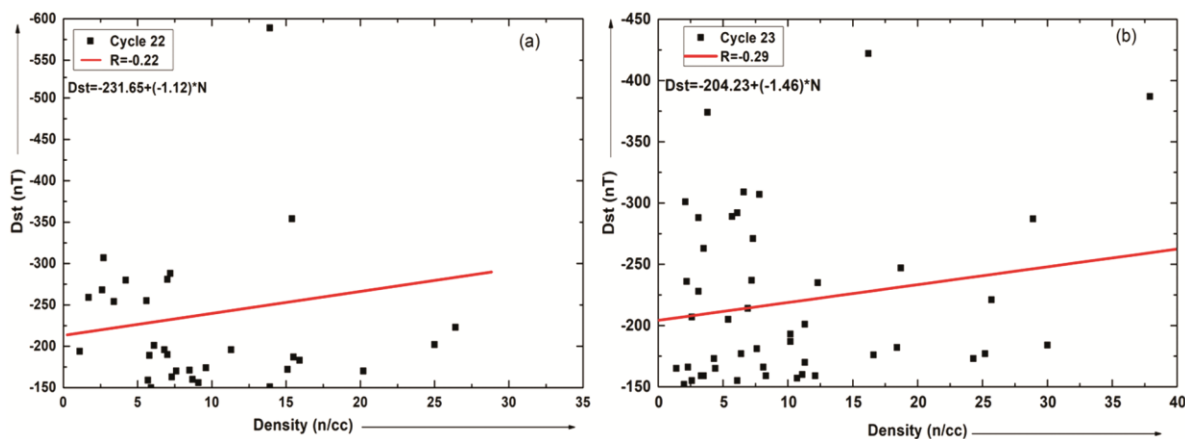 (a)
Cycle 22
R=-0.22
Dst=-231.65+(-1.12)*N
-600
-550
-500
-450
-400
-350
-300
-250
-200
-150
Dst (nT)
0 5 10 15 20 25 30 35
Density (n/cc)
(b)
Cycle 23
R=-0.29
Dst=-204.23+(-1.46)*N
-450
-400
-350
-300
-250
-200
-150
Dst (nT)
0 5 10 15 20 25 30 35 40
Density (n/cc)